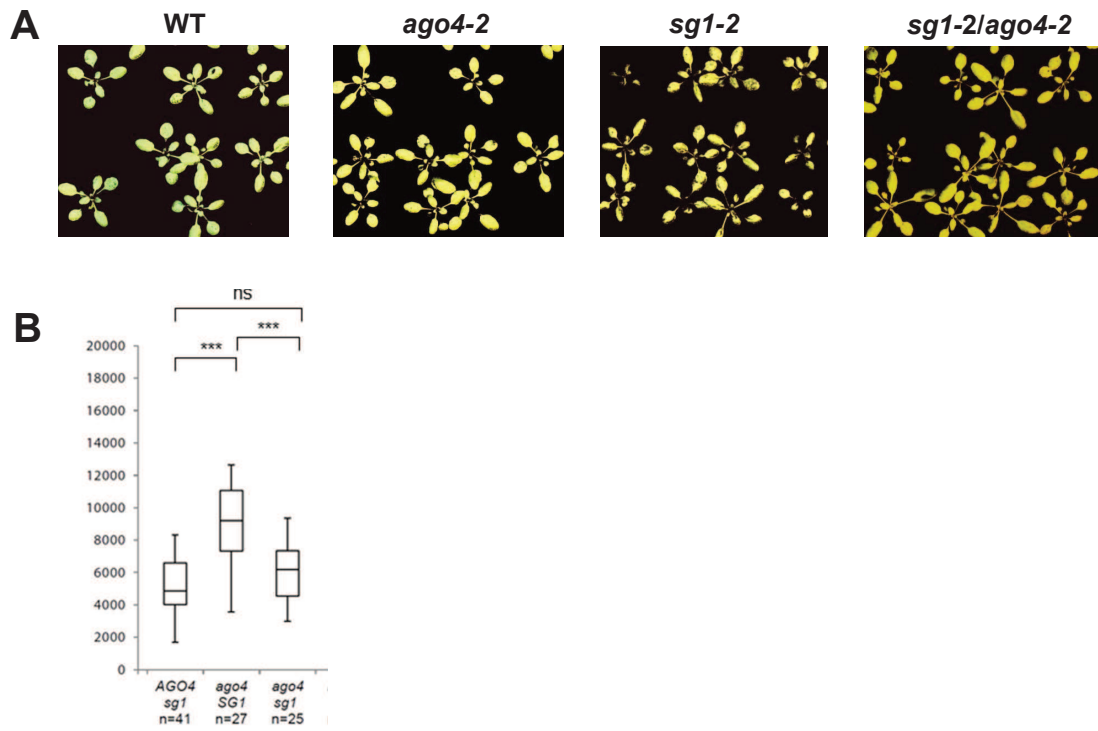 A
WT
ago4-2
sg1-2
sg1-2/ago4-2
B
ns
***
***
20000
18000
16000
14000
12000
10000
8000
6000
4000
2000
0
AGO4 ago4 ago4
sg1 SG1 sg1
n=41 n=27 n=25